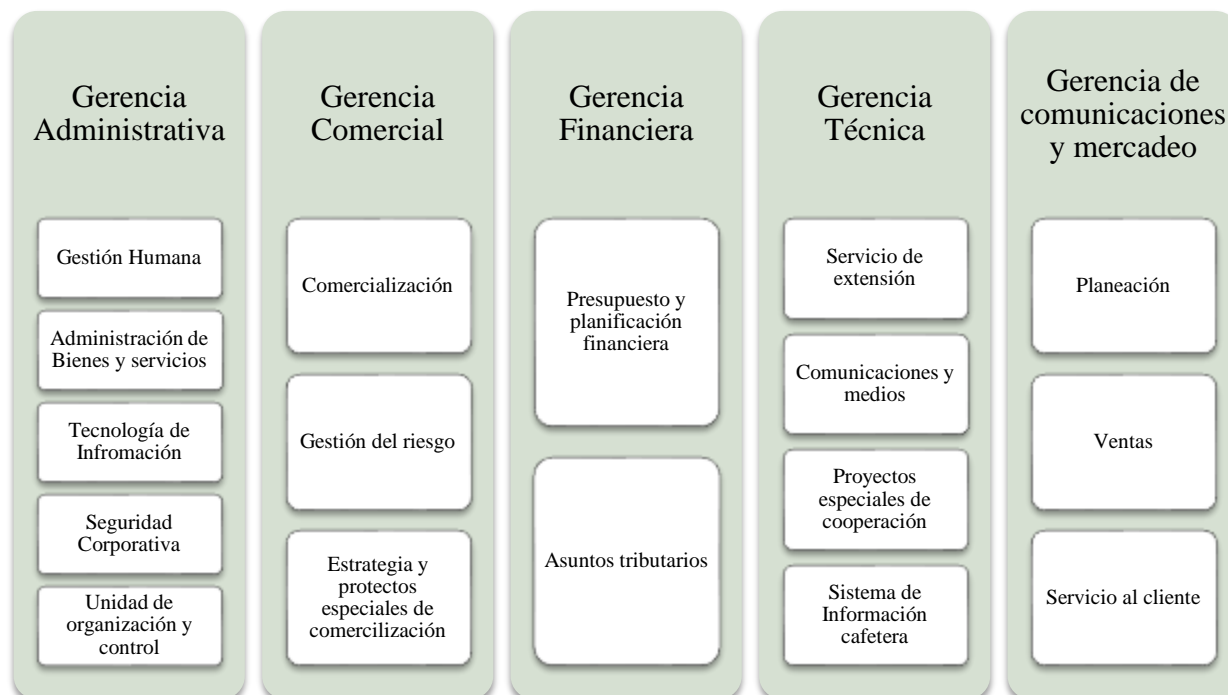 Gerencia
Administrativa
Gestión Humana
Administración de
Bienes y servicios
Tecnología de
Infromación
Seguridad
Corporativa
Unidad de
organización y
control
Gerencia
Comercial
Comercialización
Gestión del riesgo
Estrategia y
protectos
especiales de
comercilización
Gerencia
Financiera
Presupuesto y
planificación
financiera
Asuntos tributarios
Gerencia
Técnica
Servicio de
extensión
Comunicaciones y
medios
Proyectos
especiales de
cooperación
Sistema de
Información
cafetera
Gerencia de
comunicaciones
y mercadeo
Planeación
Ventas
Servicio al cliente